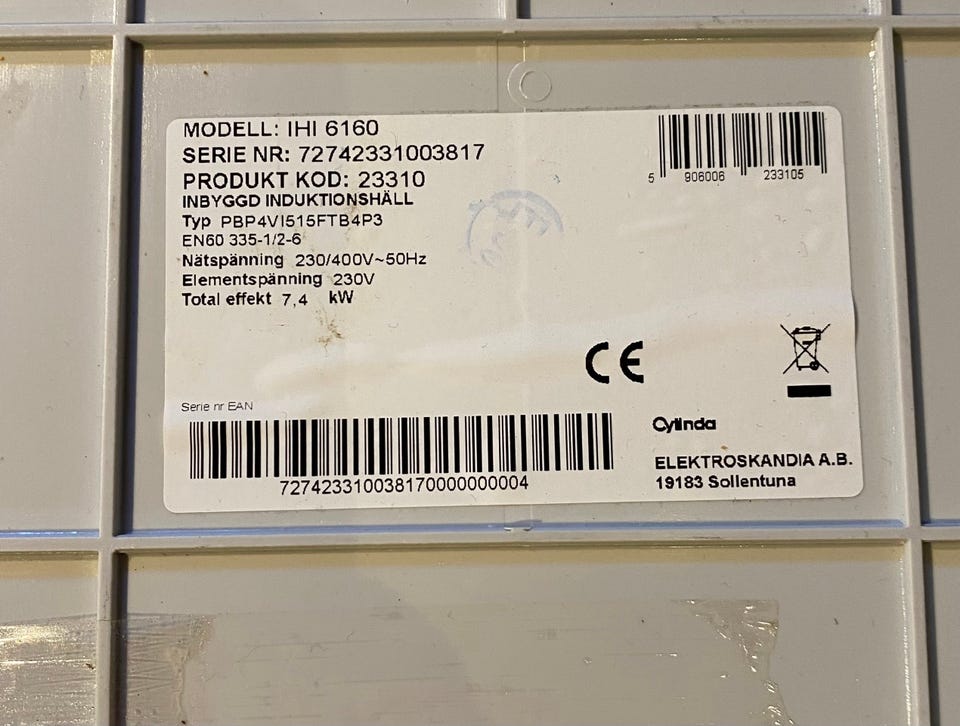 MODELL: IHI 6160
SERIE NR: 72742331003817
PRODUKT KOD: 23310
INBYGGD INDUKTIONSHÄLL
Typ PBP4VI515FTB4P3
EN60 335-1/2-6
Nätspänning 230/400V~50Hz
Elementspänning 230V
Total effekt 7,4 kW
5 906006 233105
CE
Serie nr EAN
727423310038170000000004
Cylinda
ELEKTROSKANDIA A.B.
19183 Sollentuna